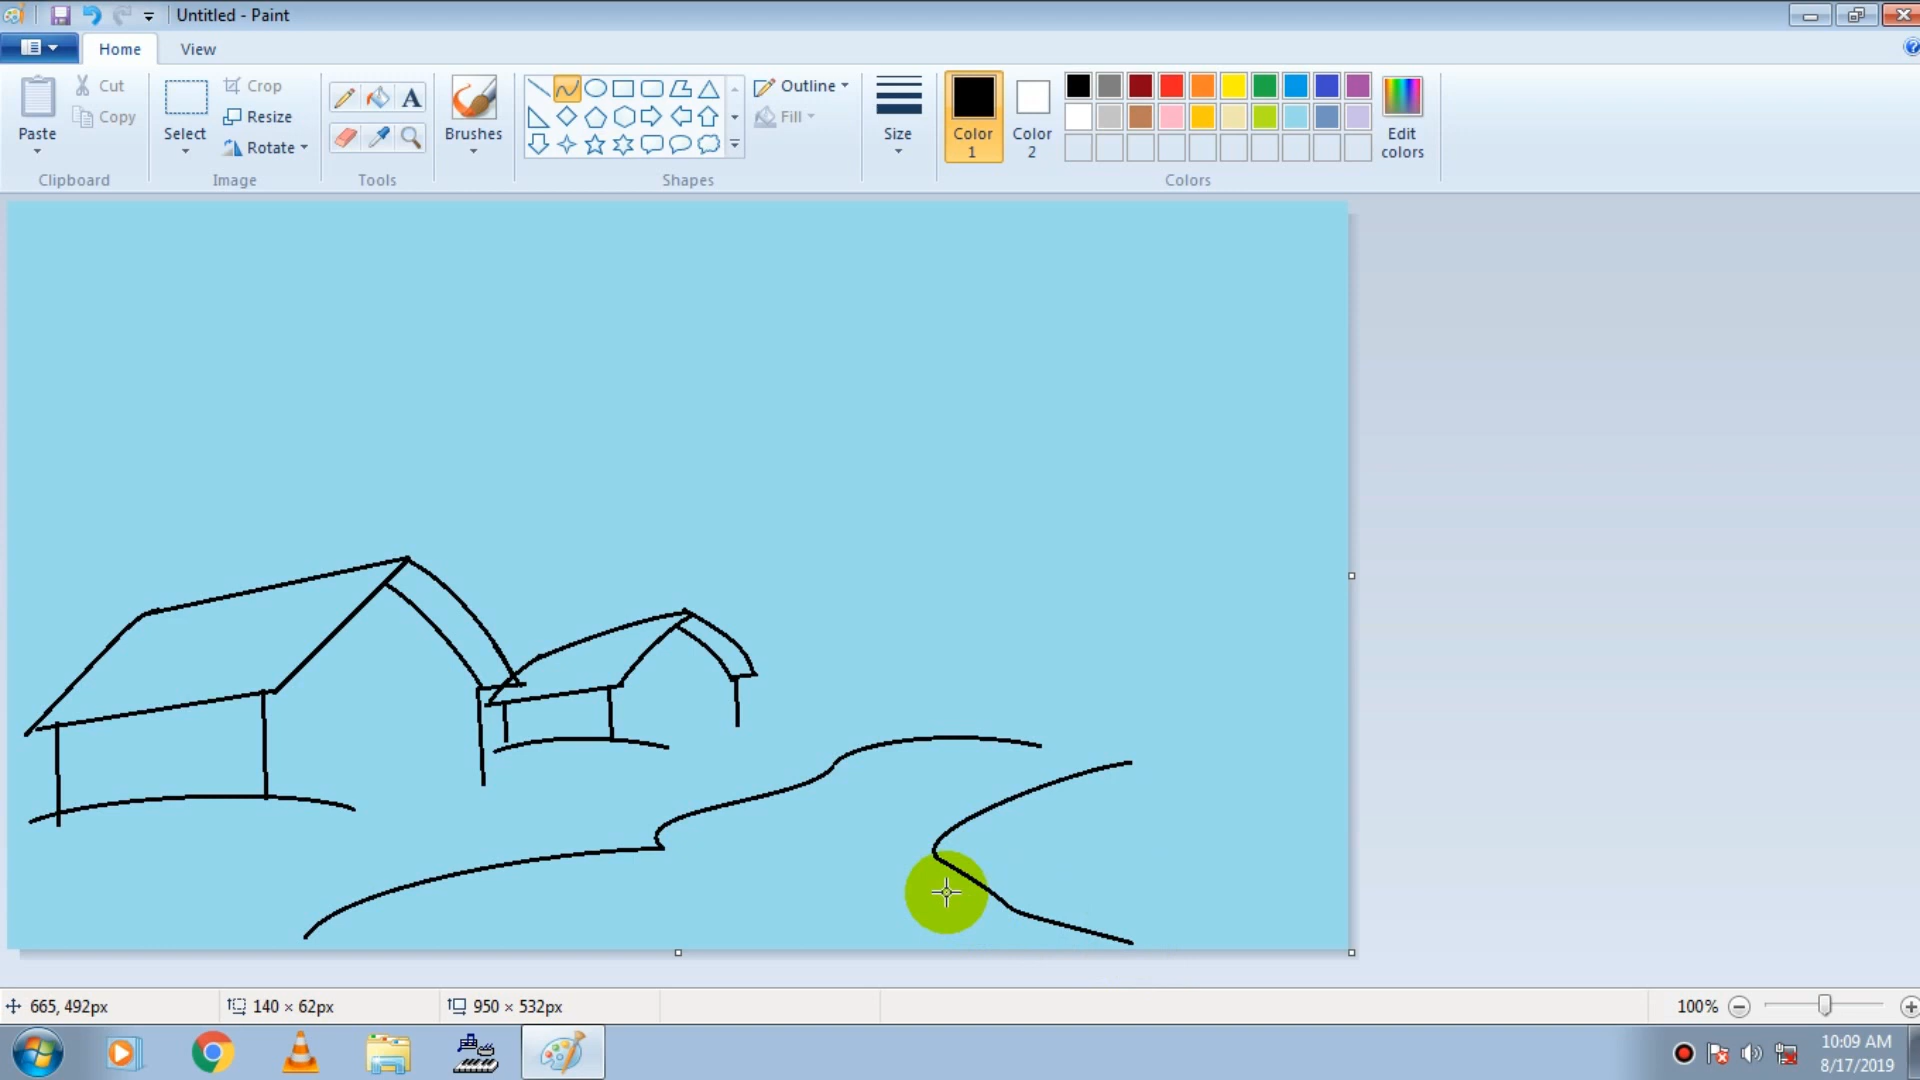 Untitled - Paint
Home View
Paste
Cut
Copy
Clipboard
Select
Crop
Resize
Rotate
Image
A
Tools
Brushes
Shapes
Outline
Fill
Size
Color
1
Color
2
Edit
colors
Colors
665, 492px
140 × 62px
950 × 532px
100%
10:09 AM
8/17/2019